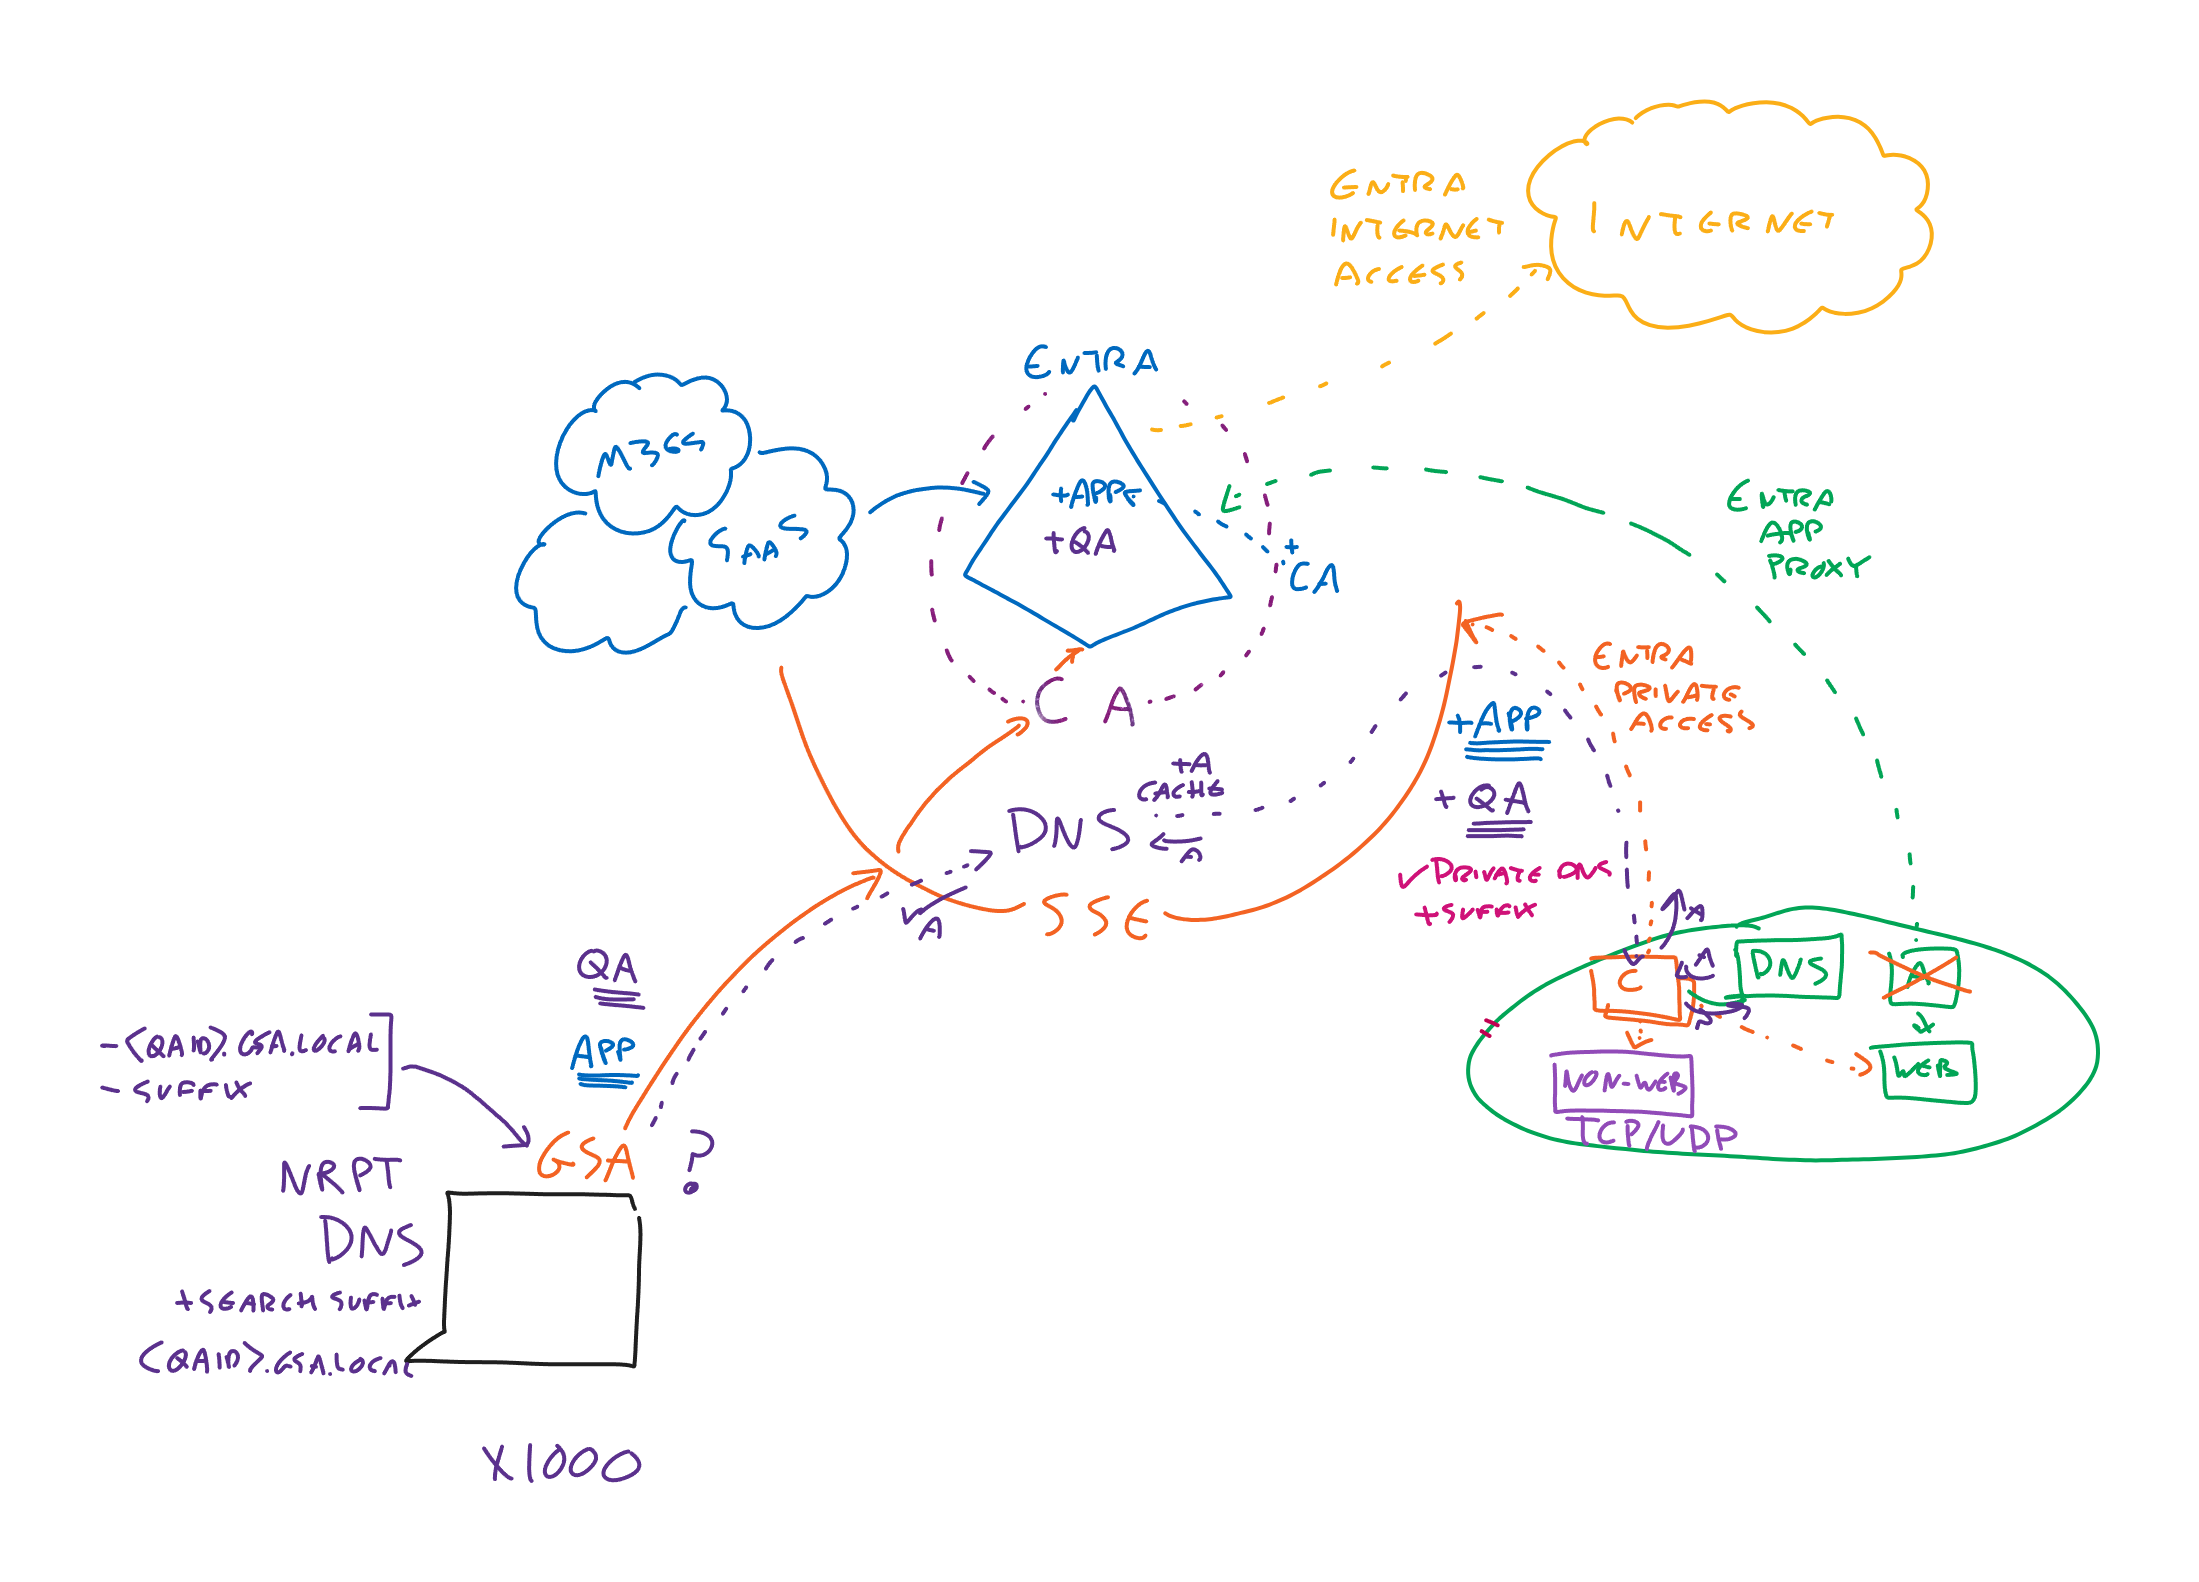 ENTRA
INTERNET
ACCESS
INTERNET
ENTRA
M365
SAAS
+APPS
+QA
+
CA
ENTRA
APP
PROXY
ENTRA
PRIVATE
ACCESS
CA
+APP
+QA
+A
CACHE
DNS
A
✓PRIVATE DNS
+SUFFIX
SSE
A
QA
APP
A
C
A
DNS
A
WEB
NON-WEB
TCP/UDP
-<QAID>.GSA.LOCAL
- SUFFIX
GSA
?
NRPT
DNS
+SEARCH SUFFIX
<QAID>.GSA.LOCAL
X1000